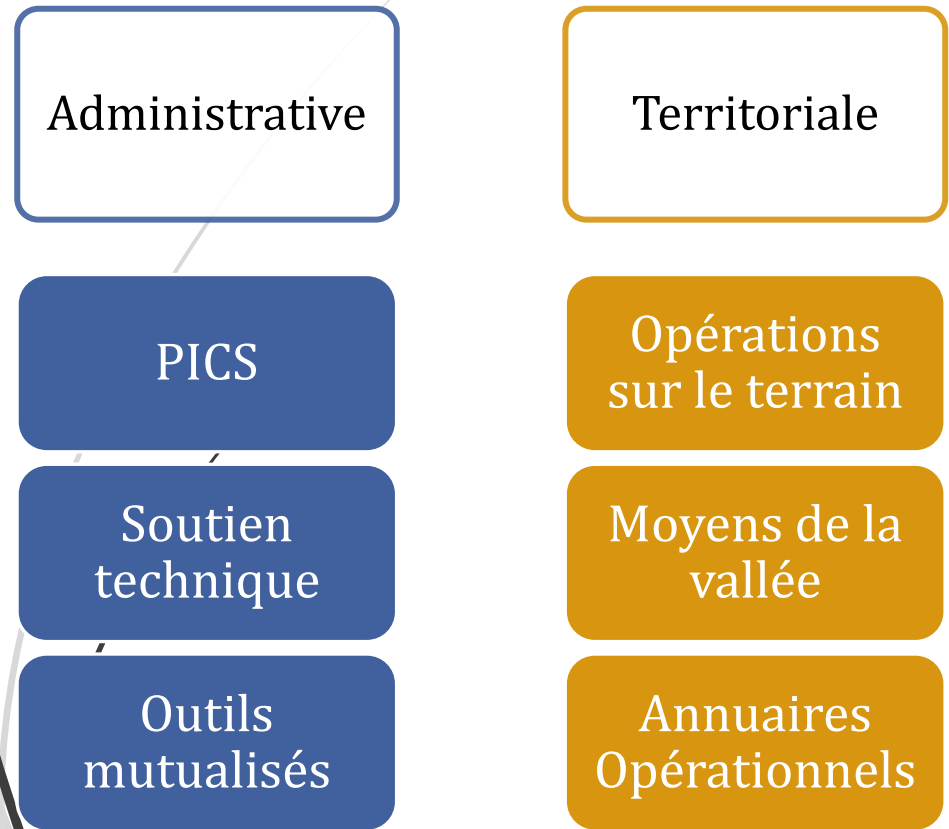 Administrative
PICS
Soutien
technique
Outils
mutualisés
Territoriale
Opérations
sur le terrain
Moyens de la
vallée
Annuaires
Opérationnels